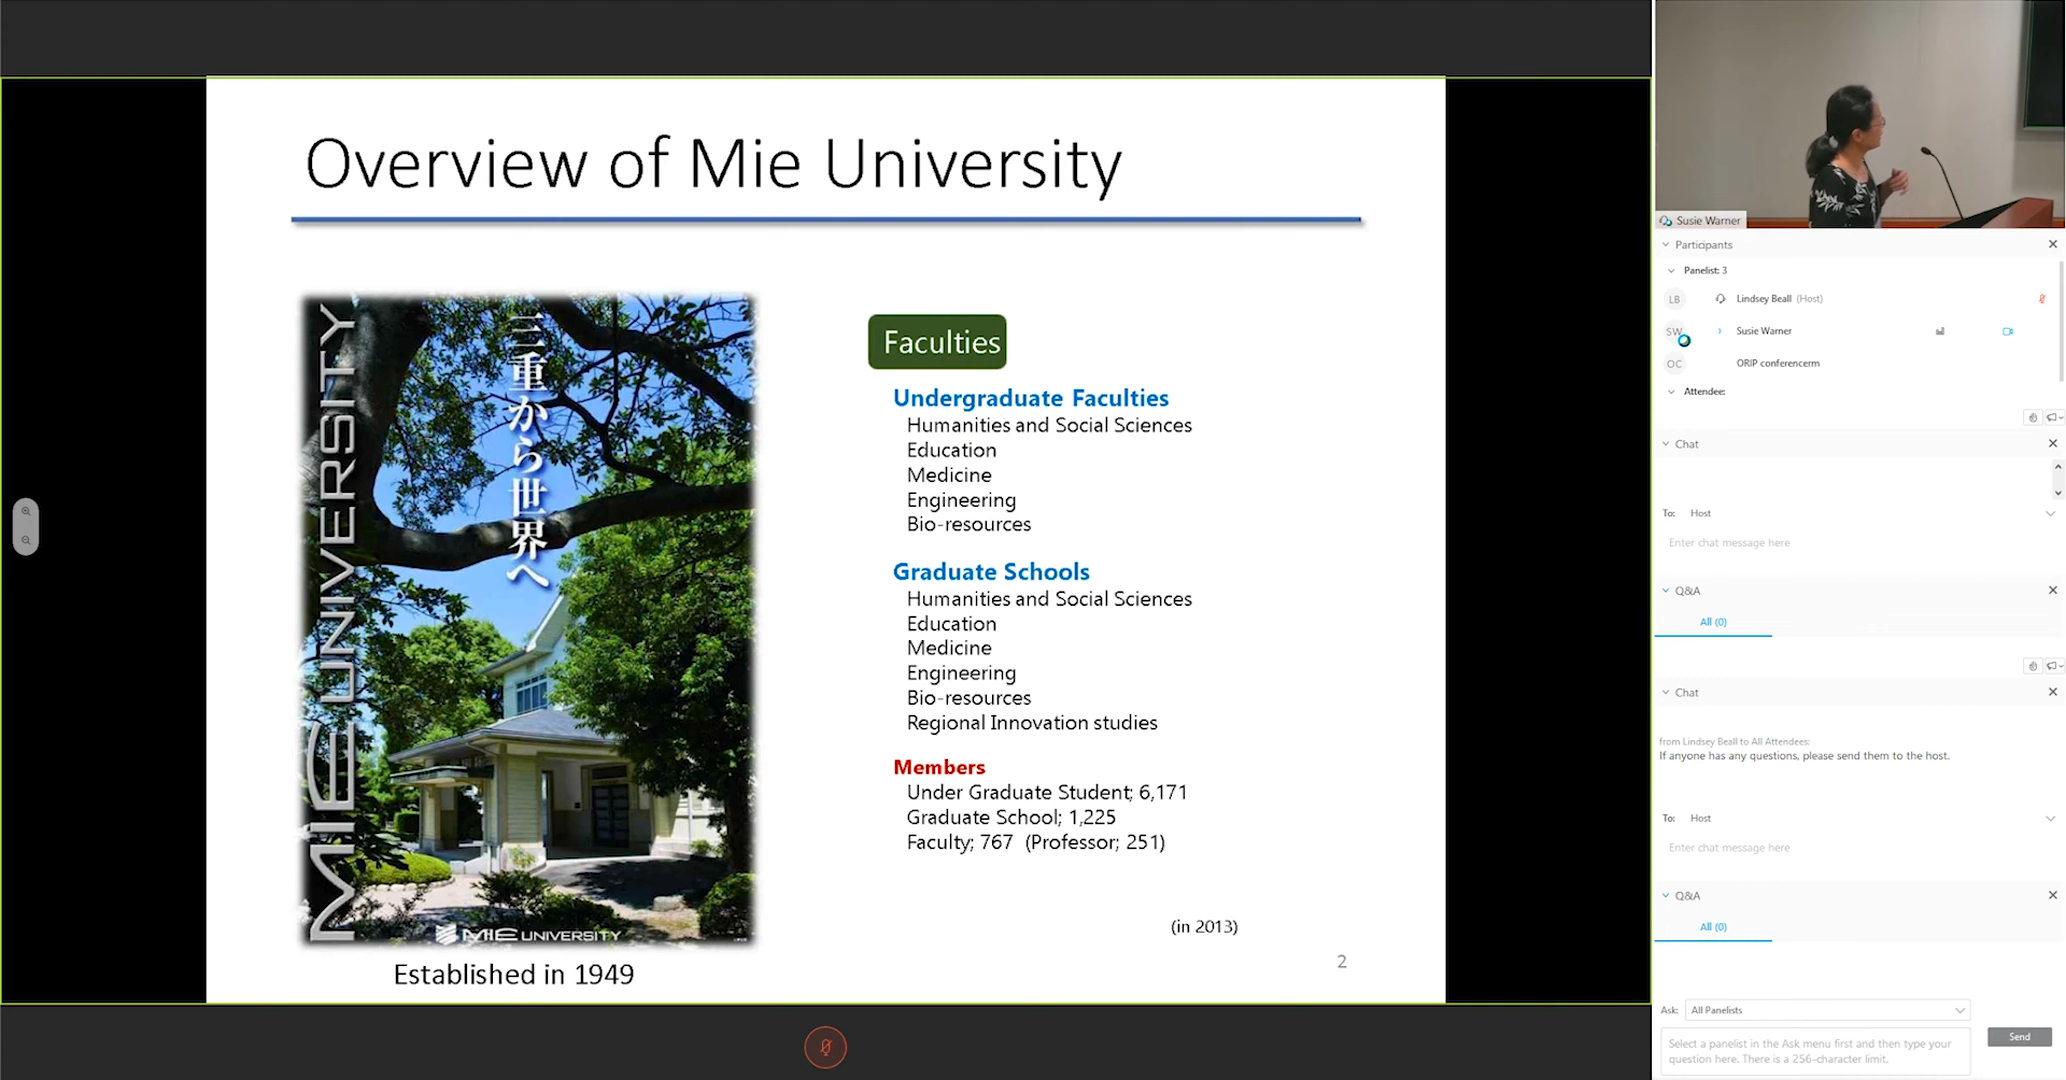 Overview of Mie University
MIE UNIVERSITY
三重から世界へ
MIE UNIVERSITY
Established in 1949
Faculties
Undergraduate Faculties
Humanities and Social Sciences
Education
Medicine
Engineering
Bio-resources
Graduate Schools
Humanities and Social Sciences
Education
Medicine
Engineering
Bio-resources
Regional Innovation studies
Members
Under Graduate Student; 6,171
Graduate School; 1,225
Faculty; 767 (Professor; 251)
(in 2013)
2
Susie Warner
Participants
Panelist: 3
LB Lindsey Beall (Host)
SW Susie Warner
OC ORIP conferencerm
Attendee:
Chat
To: Host
Enter chat message here
Q&A
All (0)
Chat
from Lindsey Beall to All Attendees:
If anyone has any questions, please send them to the host.
To: Host
Enter chat message here
Q&A
All (0)
Ask: All Panelists
Select a panelist in the Ask menu first and then type your
question here. There is a 256-character limit.
Send